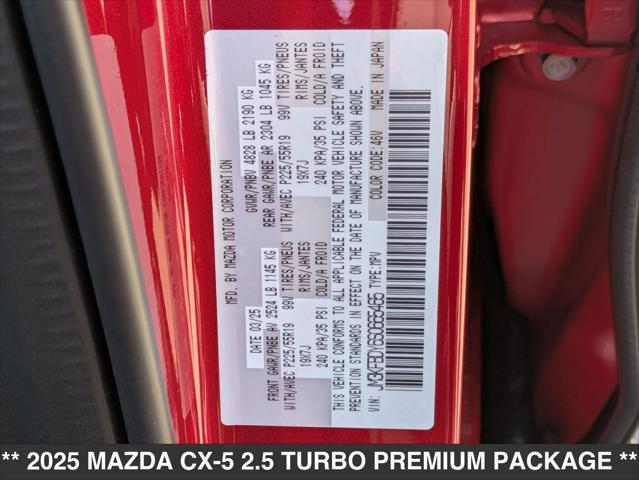 MFD. BY MAZDA MOTOR CORPORATION
DATE 03/25 GVWR/PNBV 4828 LB 2190 KG
FRONT GAWR/PNBE AV 2524 LB 1145 KG REAR GAWR/PNBE AR 2304 LB 1045 KG
WITH/AVEC P225/55R19 99V TIRES/PNEUS WITH/AVEC P225/55R19 99V TIRES/PNEUS
19X7J RIMS/JANTES 19X7J RIMS/JANTES
240 KPA/35 PSI COLD/A FROID 240 KPA/35 PSI COLD/A FROID
THIS VEHICLE CONFORMS TO ALL APPLICABLE FEDERAL MOTOR VEHICLE SAFETY AND THEFT
PREVENTION STANDARDS IN EFFECT ON THE DATE OF MANUFACTURE SHOWN ABOVE.
VIN: TYPE:MPV COLOR CODE:46V MADE IN JAPAN
** 2025 MAZDA CX-5 2.5 TURBO PREMIUM PACKAGE **